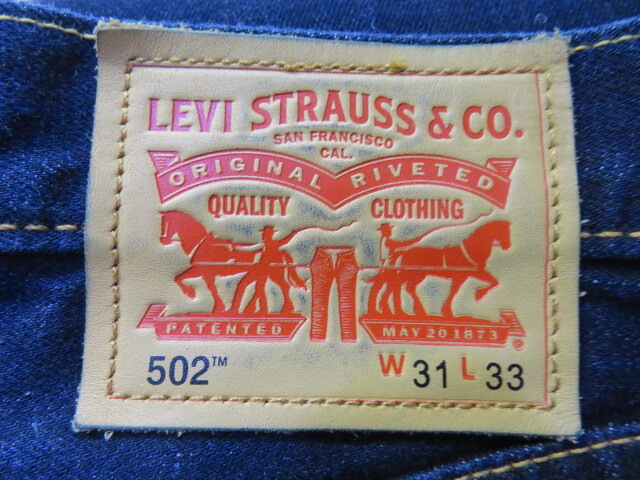 LEVI STRAUSS & CO.
SAN FRANCISCO
CAL.
ORIGINAL RIVETED
QUALITY CLOTHING
PATENTED MAY 20 1873 ®
502™ W 31 L 33